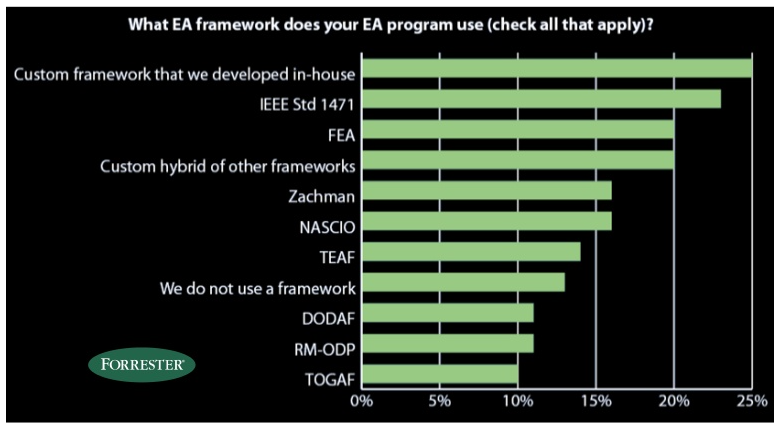 What EA framework does your EA program use (check all that apply)?
Custom framework that we developed in-house
IEEE Std 1471
FEA
Custom hybrid of other frameworks
Zachman
NASCIO
TEAF
We do not use a framework
DODAF
RM-ODP
TOGAF
0% 5% 10% 15% 20% 25%
FORRESTER®